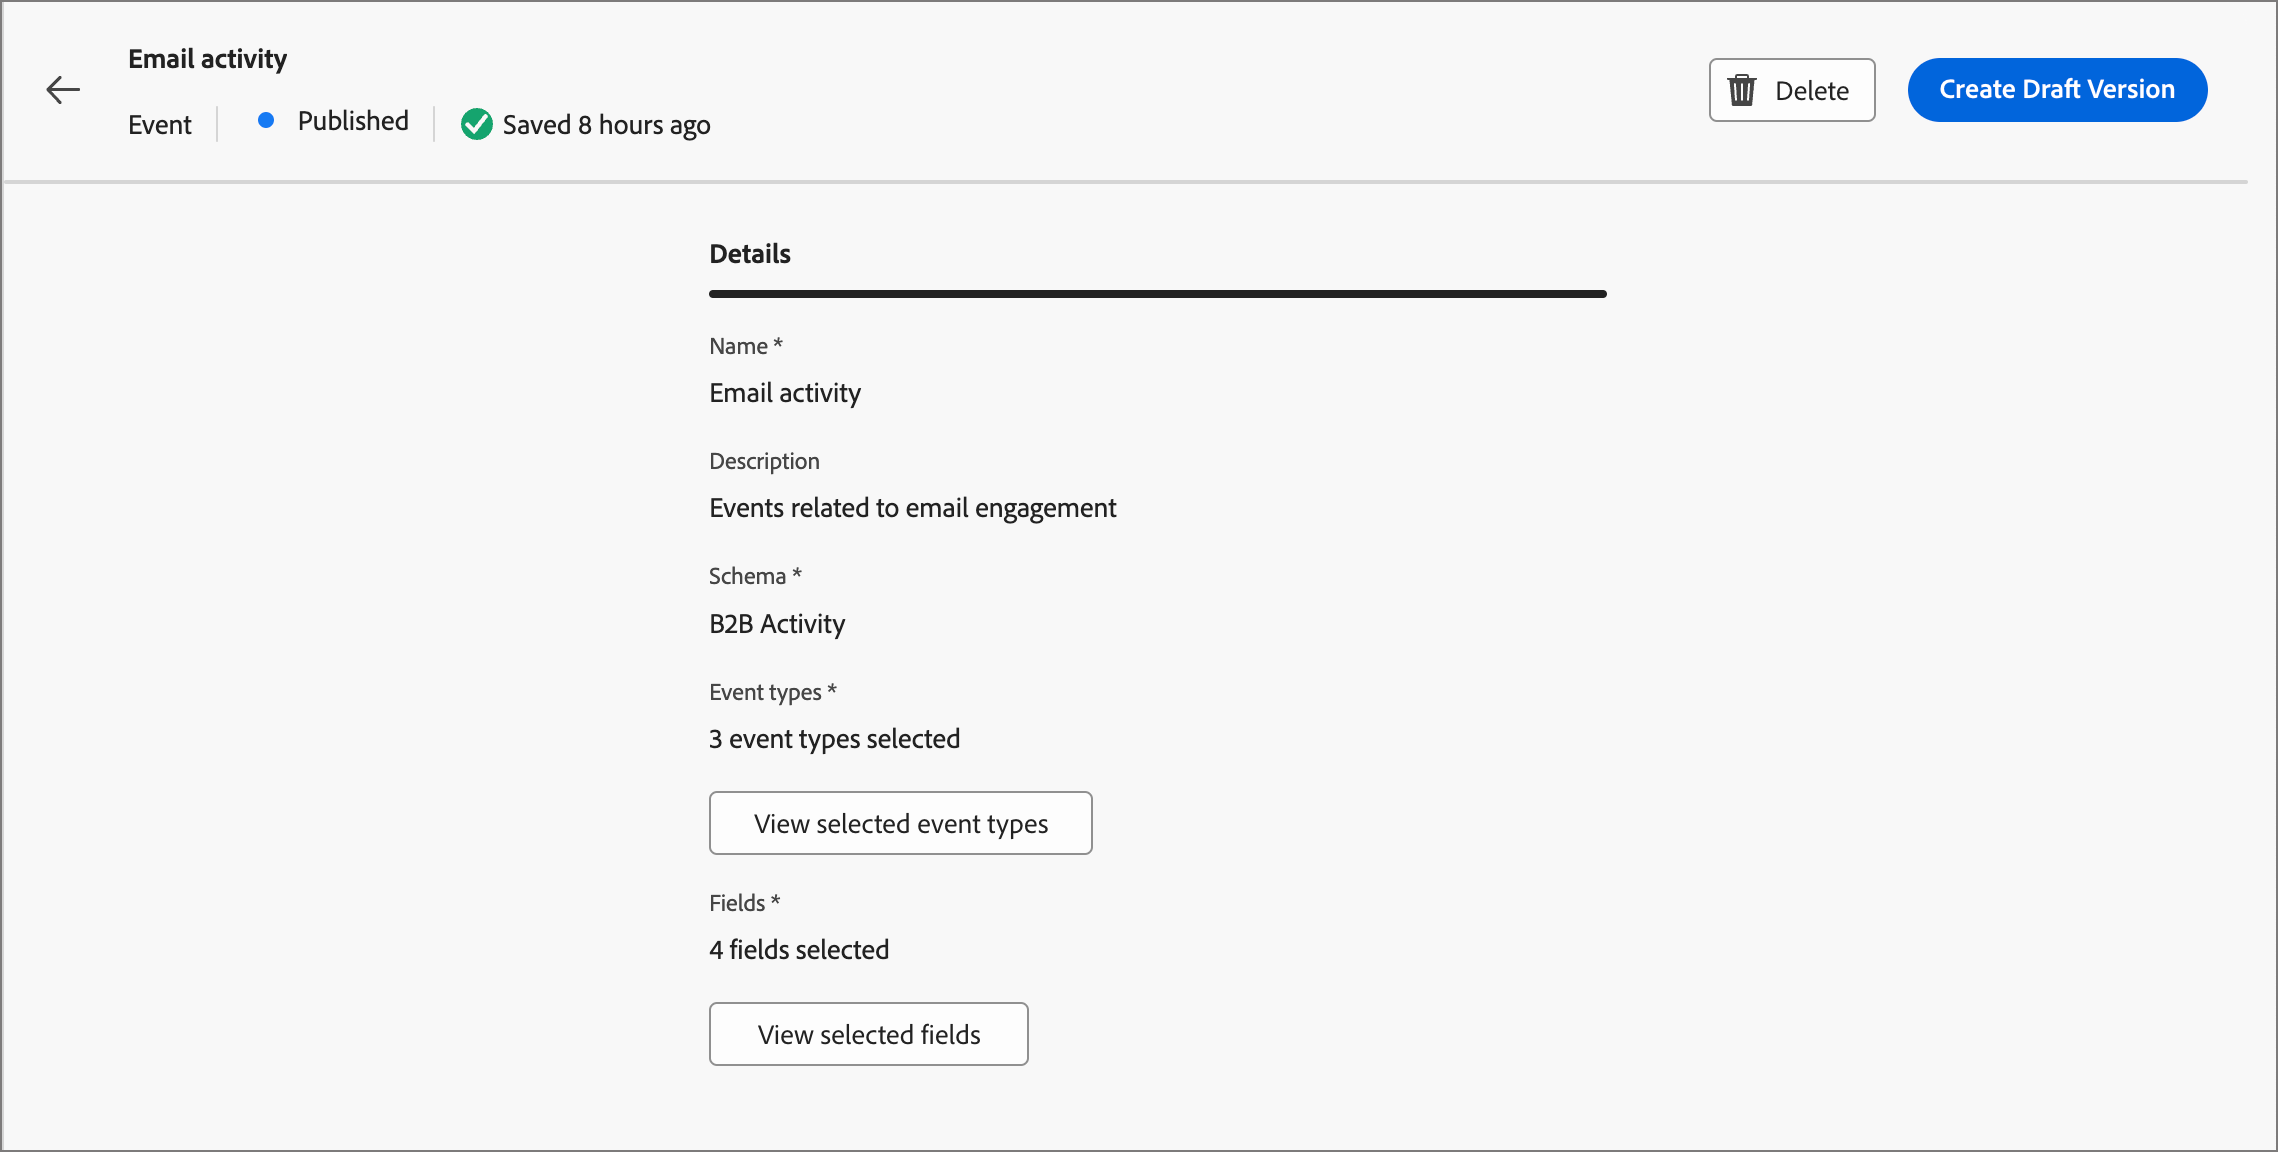 Email activity
Event
Published
Saved 8 hours ago
Delete
Create Draft Version
Details
Name *
Email activity
Description
Events related to email engagement
Schema *
B2B Activity
Event types *
3 event types selected
View selected event types
Fields *
4 fields selected
View selected fields